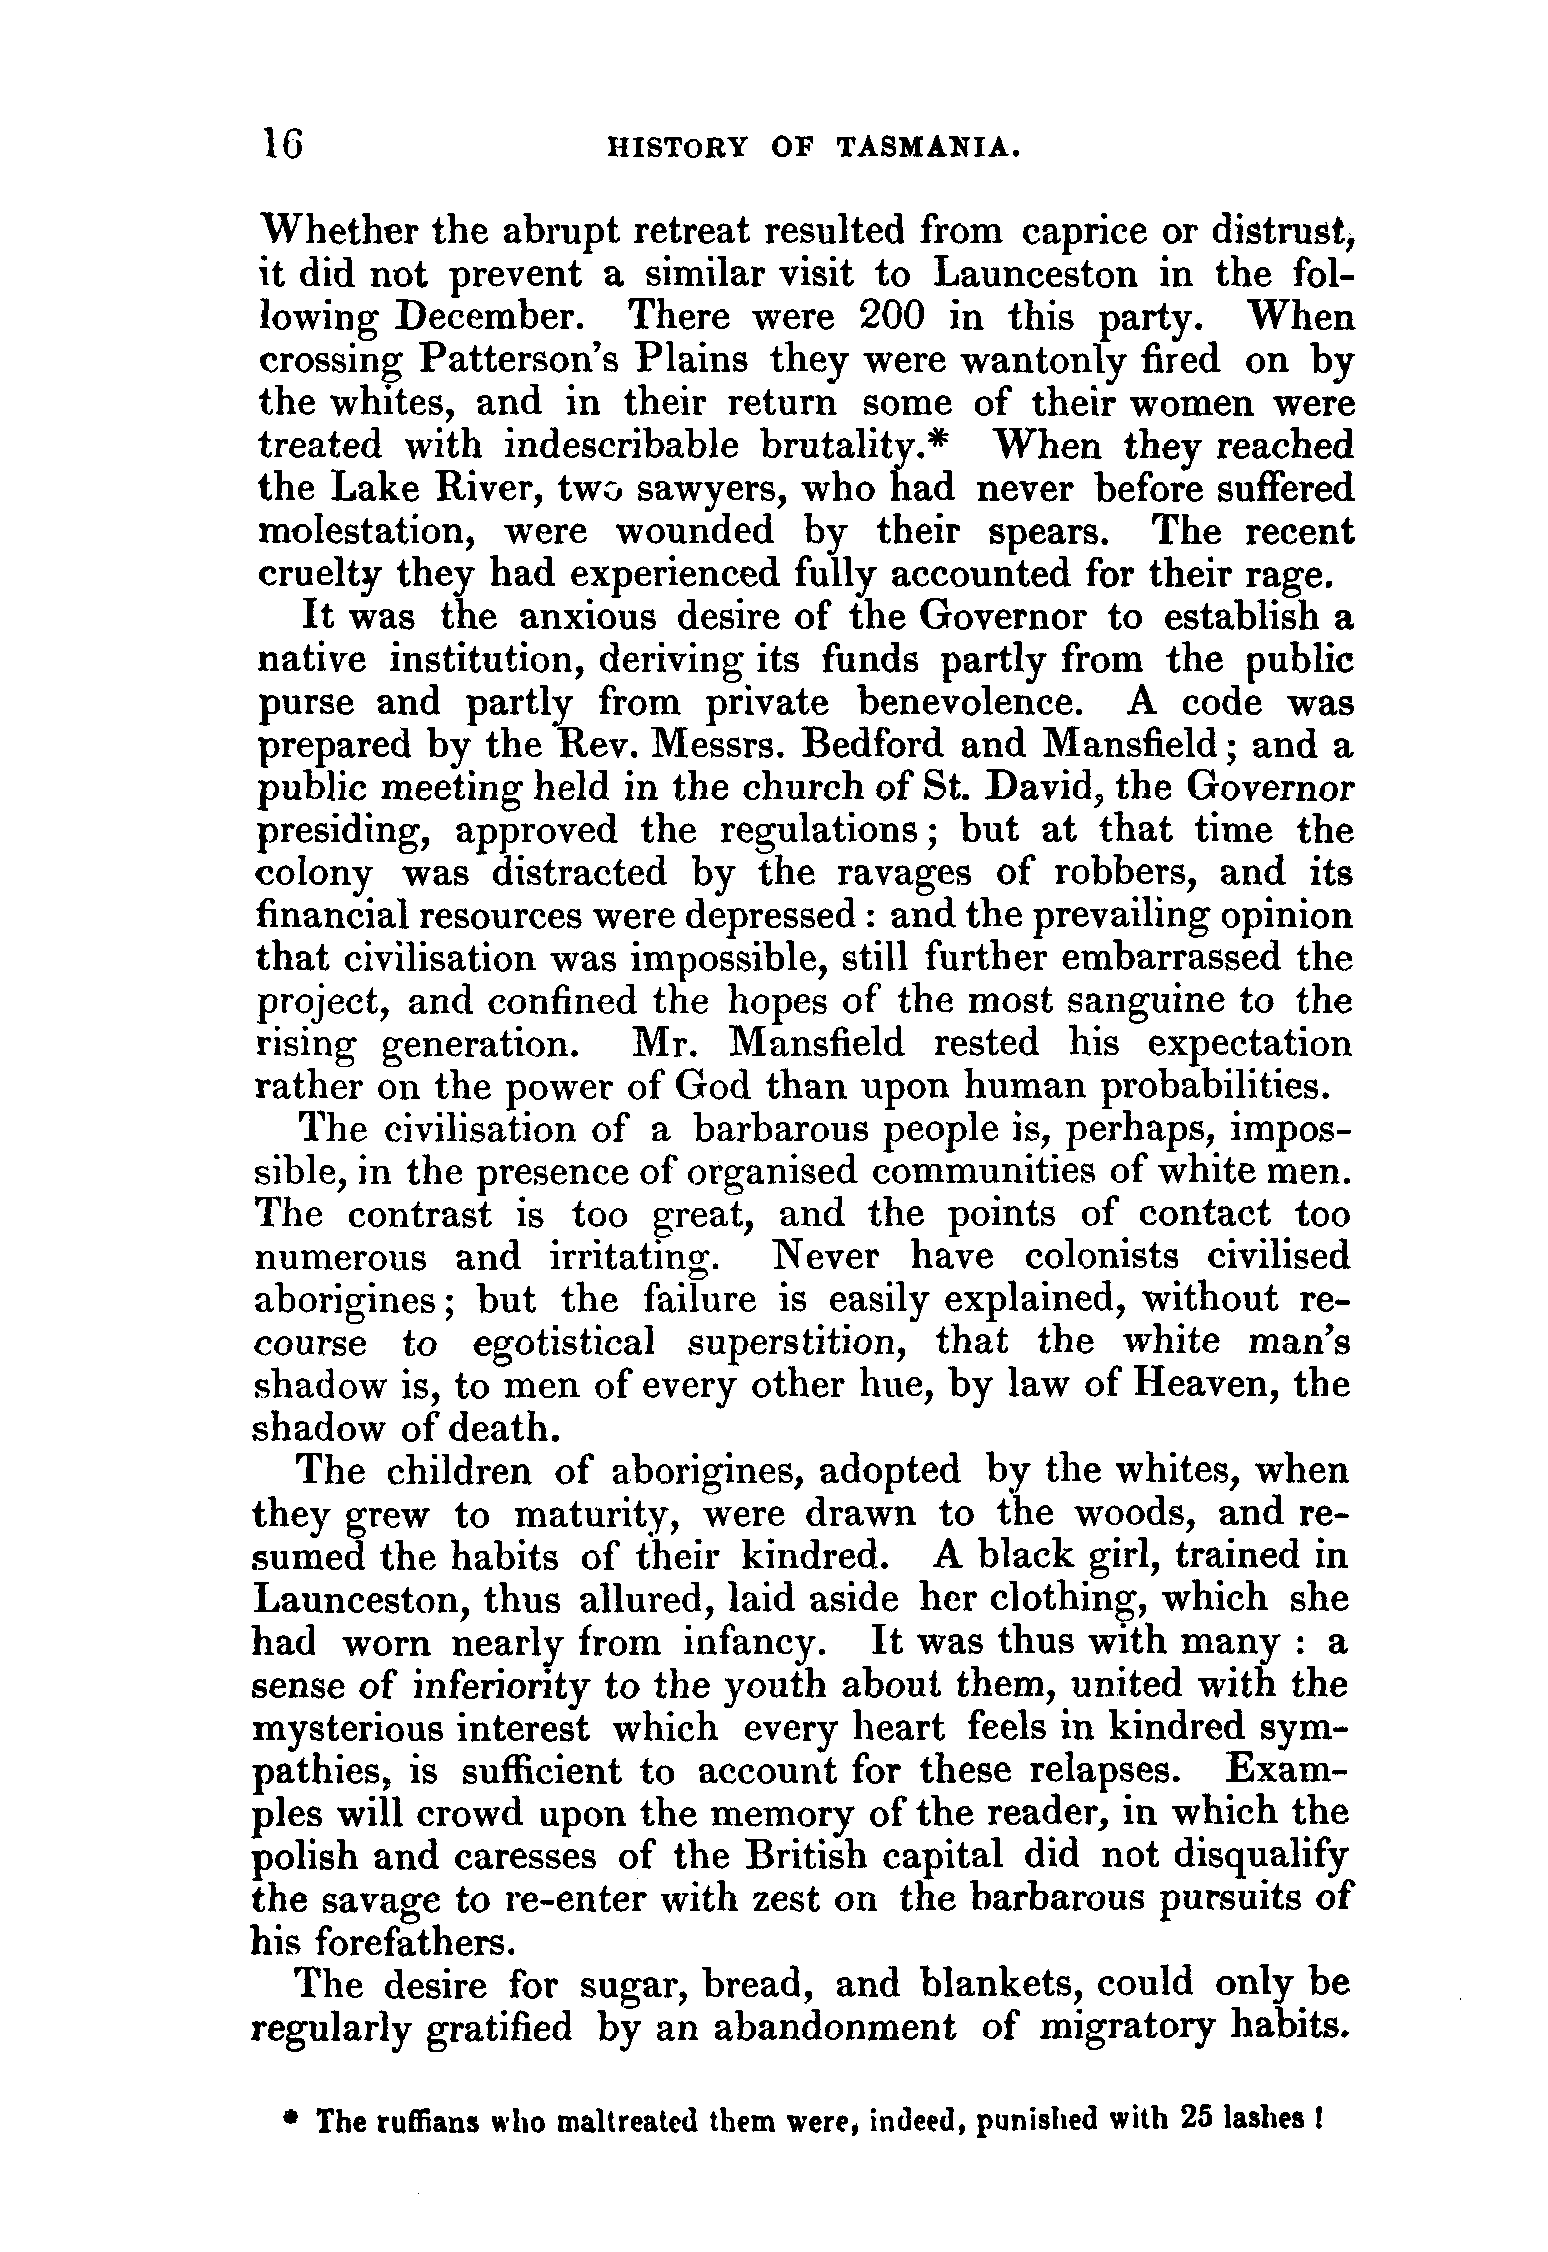 16 HISTORY OF TASMANIA.
Whether the abrupt retreat resulted from caprice or distrust,
it did not prevent a similar visit to Launceston in the fol-
lowing December. There were 200 in this party. When
crossing Patterson's Plains they were wantonly fired on by
the whites, and in their return some of their women were
treated with indescribable brutality.* When they reached
the Lake River, two sawyers, who had never before suffered
molestation, were wounded by their spears. The recent
cruelty they had experienced fully accounted for their rage.
It was the anxious desire of the Governor to establish a
native institution, deriving its funds partly from the public
purse and partly from private benevolence. A code was
prepared by the Rev. Messrs. Bedford and Mansfield; and a
public meeting held in the church of St. David, the Governor
presiding, approved the regulations; but at that time the
colony was distracted by the ravages of robbers, and its
financial resources were depressed: and the prevailing opinion
that civilisation was impossible, still further embarrassed the
project, and confined the hopes of the most sanguine to the
rising generation. Mr. Mansfield rested his expectation
rather on the power of God than upon human probabilities.
The civilisation of a barbarous people is, perhaps, impos-
sible, in the presence of organised communities of white men.
The contrast is too great, and the points of contact too
numerous and irritating. Never have colonists civilised
aborigines; but the failure is easily explained, without re-
course to egotistical superstition, that the white man's
shadow is, to men of every other hue, by law of Heaven, the
shadow of death.
The children of aborigines, adopted by the whites, when
they grew to maturity, were drawn to the woods, and re-
sumed the habits of their kindred. A black girl, trained in
Launceston, thus allured, laid aside her clothing, which she
had worn nearly from infancy. It was thus with many: a
sense of inferiority to the youth about them, united with the
mysterious interest which every heart feels in kindred sym-
pathies, is sufficient to account for these relapses. Exam-
ples will crowd upon the memory of the reader, in which the
polish and caresses of the British capital did not disqualify
the savage to re-enter with zest on the barbarous pursuits of
his forefathers.
The desire for sugar, bread, and blankets, could only be
regularly gratified by an abandonment of migratory habits.
* The ruffians who maltreated them were, indeed, punished with 25 lashes!